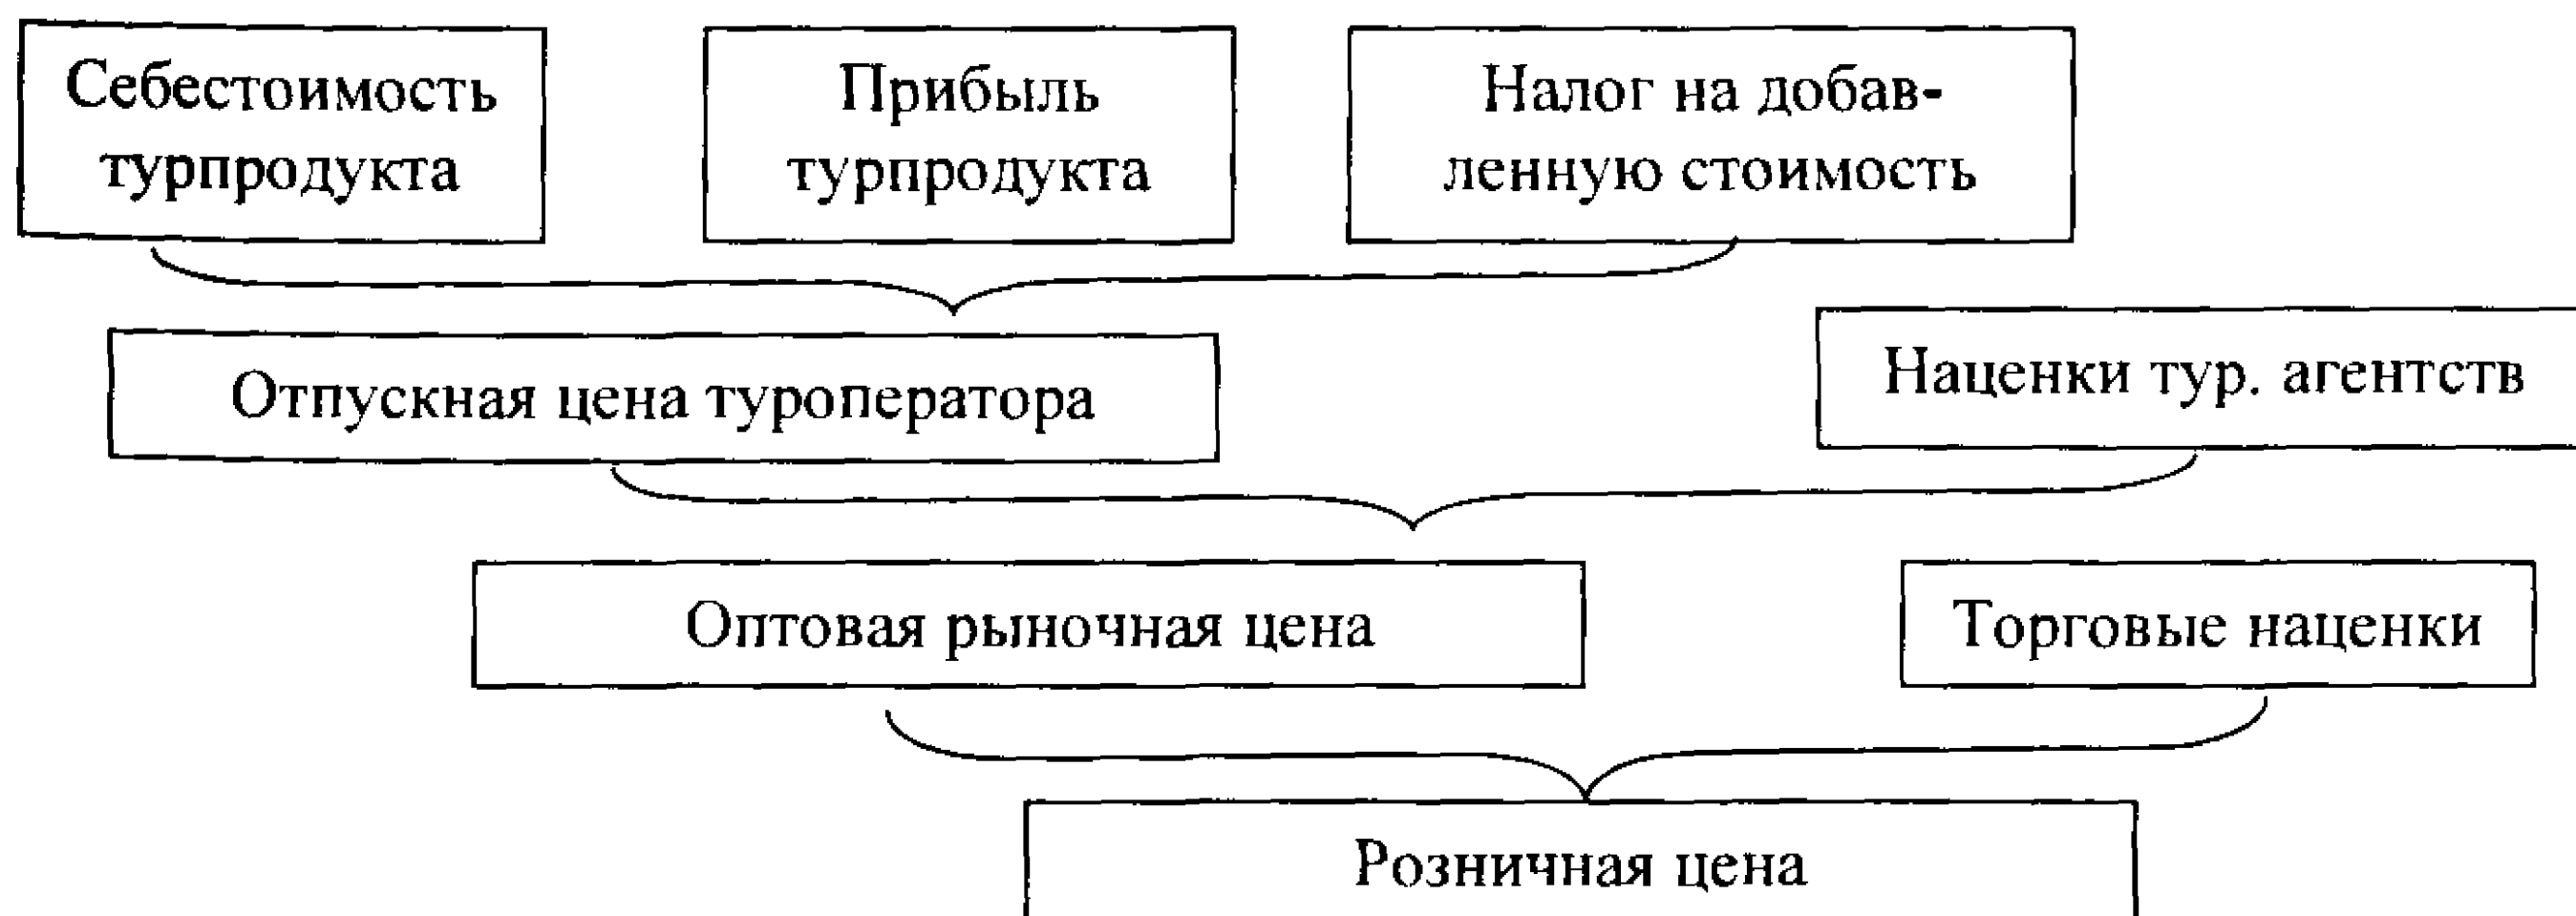 Себестоимость
турпродукта
Прибыль
турпродукта
Налог на добав-
ленную стоимость
Отпускная цена туроператора
Наценки тур. агентств
Оптовая рыночная цена
Торговые наценки
Розничная цена